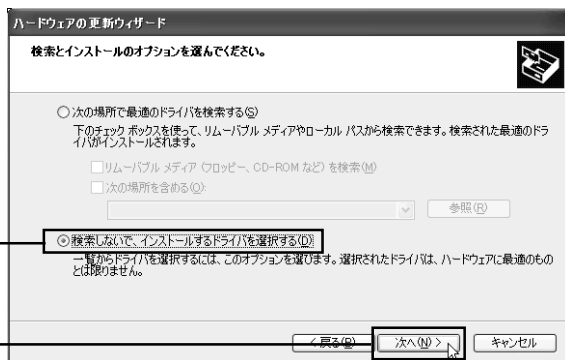 ハードウェアの更新ウィザード
検索とインストールのオプションを選んでください。
次の場所で最適のドライバを検索する(S)
下のチェック ボックスを使って、リムーバブル メディアやローカル パスから検索できます。検索された最適のドラ
イバがインストールされます。
リムーバブル メディア (フロッピー、CD-ROM など) を検索(M)
次の場所を含める(O):
参照(R)
検索しないで、インストールするドライバを選択する(D)
一覧からドライバを選択するには、このオプションを選びます。選択されたドライバは、ハードウェアに最適のもの
とは限りません。
< 戻る(B) 次へ(N) > キャンセル